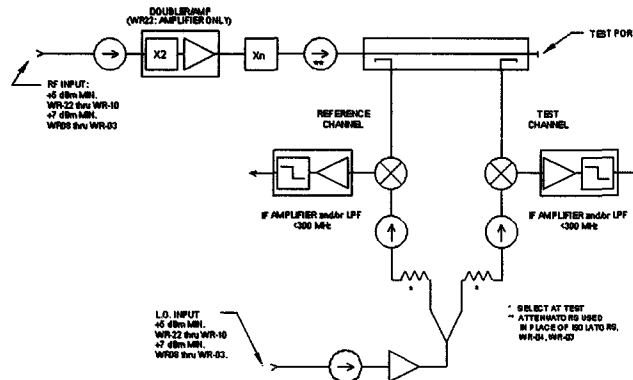 DOUBLER/AMP
(WR22: AMPLIFIER ONLY)
X2
Xn
**
TEST POR
RF INPUT:
+5 dBm MIN.
WR-22 thru WR-10
+7 dBm MIN.
WR08 thru WR-03
REFERENCE
CHANNEL
TEST
CHANNEL
IF AMPLIFIER and/or LPF
<300 MHz
IF AMPLIFIER and/or LPF
<300 MHz
*
*
L.O. INPUT
+5 dBm MIN.
WR-22 thru WR-10
+7 dBm MIN.
WR08 thru WR-03.
* SELECT AT TEST
** ATTENUATORS USED
IN PLACE OF ISOLATORS,
WR-04, WR-03